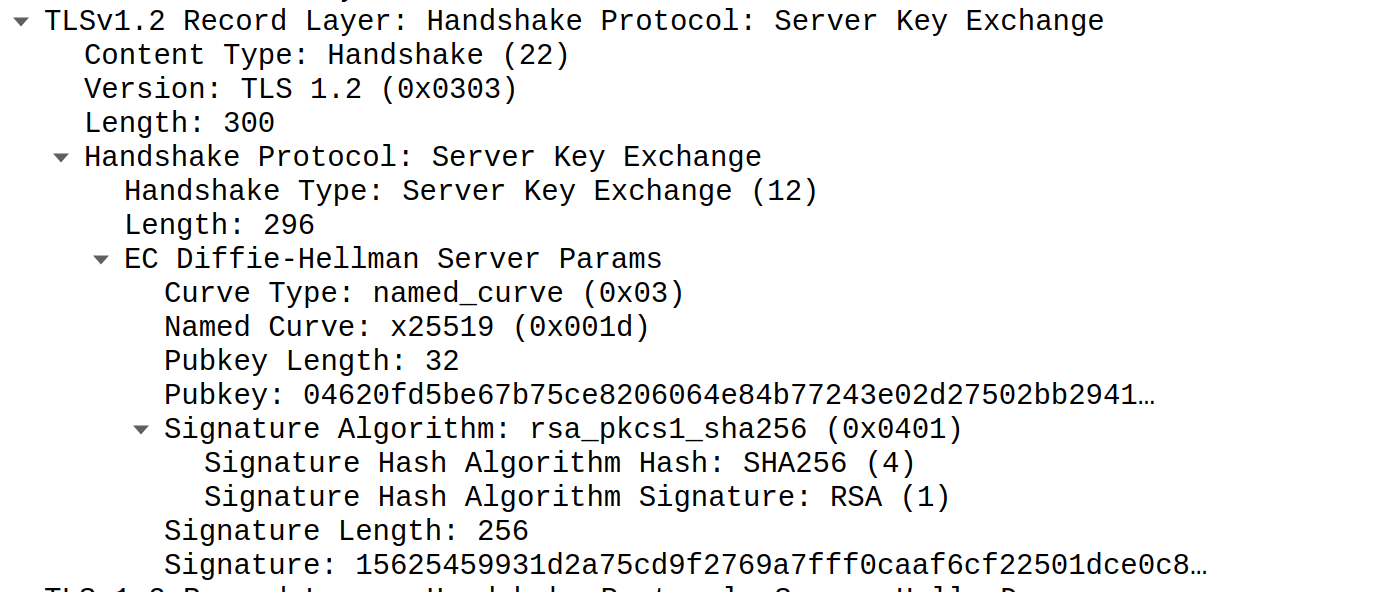 TLSv1.2 Record Layer: Handshake Protocol: Server Key Exchange
Content Type: Handshake (22)
Version: TLS 1.2 (0x0303)
Length: 300
Handshake Protocol: Server Key Exchange
Handshake Type: Server Key Exchange (12)
Length: 296
EC Diffie-Hellman Server Params
Curve Type: named_curve (0x03)
Named Curve: x25519 (0x001d)
Pubkey Length: 32
Pubkey: 04620fd5be67b75ce8206064e84b77243e02d27502bb2941…
Signature Algorithm: rsa_pkcs1_sha256 (0x0401)
Signature Hash Algorithm Hash: SHA256 (4)
Signature Hash Algorithm Signature: RSA (1)
Signature Length: 256
Signature: 15625459931d2a75cd9f2769a7fff0caaf6cf22501dce0c8…